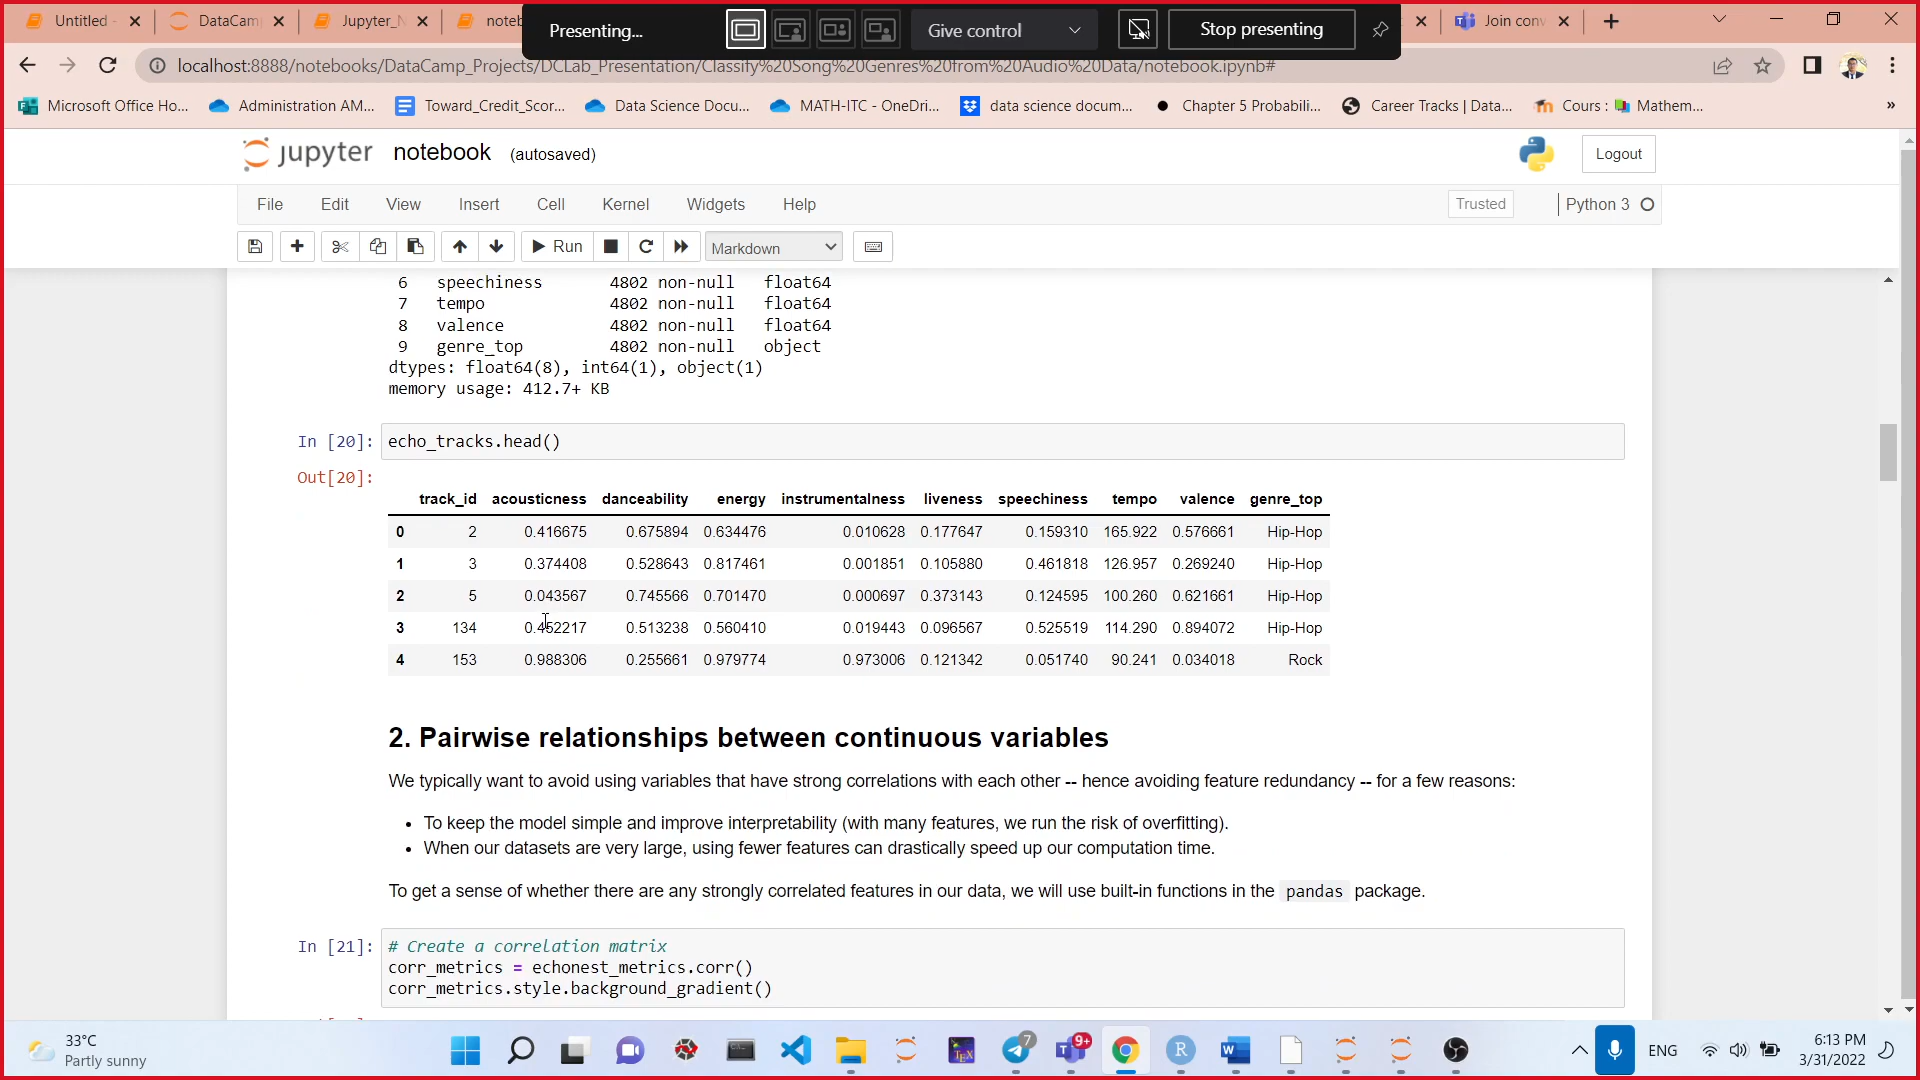 Untitled -
DataCamp
Jupyter_N
noteb
Presenting...
Give control
Stop presenting
Join conv
localhost:8888/notebooks/DataCamp_Projects/DCLab_Presentation/Classify%20Song%20Genres%20from%20Audio%20Data/notebook.ipynb#
Microsoft Office Ho...
Administration AM...
Toward_Credit_Scor...
Data Science Docu...
MATH-ITC - OneDri...
data science docum...
Chapter 5 Probabili...
Career Tracks | Data...
Cours :
Mathem...
»
jupyter notebook (autosaved)
Logout
File Edit View Insert Cell Kernel Widgets Help
Trusted
Python 3
Run
Markdown
6 speechiness 4802 non-null float64
7 tempo 4802 non-null float64
8 valence 4802 non-null float64
9 genre_top 4802 non-null object
dtypes: float64(8), int64(1), object(1)
memory usage: 412.7+ KB
In [20]: echo_tracks.head()
Out[20]:
track_id acousticness danceability energy instrumentalness liveness speechiness tempo valence genre_top
0 2 0.416675 0.675894 0.634476 0.010628 0.177647 0.159310 165.922 0.576661 Hip-Hop
1 3 0.374408 0.528643 0.817461 0.001851 0.105880 0.461818 126.957 0.269240 Hip-Hop
2 5 0.043567 0.745566 0.701470 0.000697 0.373143 0.124595 100.260 0.621661 Hip-Hop
3 134 0.452217 0.513238 0.560410 0.019443 0.096567 0.525519 114.290 0.894072 Hip-Hop
4 153 0.988306 0.255661 0.979774 0.973006 0.121342 0.051740 90.241 0.034018 Rock
2. Pairwise relationships between continuous variables
We typically want to avoid using variables that have strong correlations with each other -- hence avoiding feature redundancy -- for a few reasons:
• To keep the model simple and improve interpretability (with many features, we run the risk of overfitting).
• When our datasets are very large, using fewer features can drastically speed up our computation time.
To get a sense of whether there are any strongly correlated features in our data, we will use built-in functions in the pandas package.
In [21]: # Create a correlation matrix
corr_metrics = echonest_metrics.corr()
corr_metrics.style.background_gradient()
33°C
Partly sunny
TEX
7
9+
ENG
6:13 PM
3/31/2022